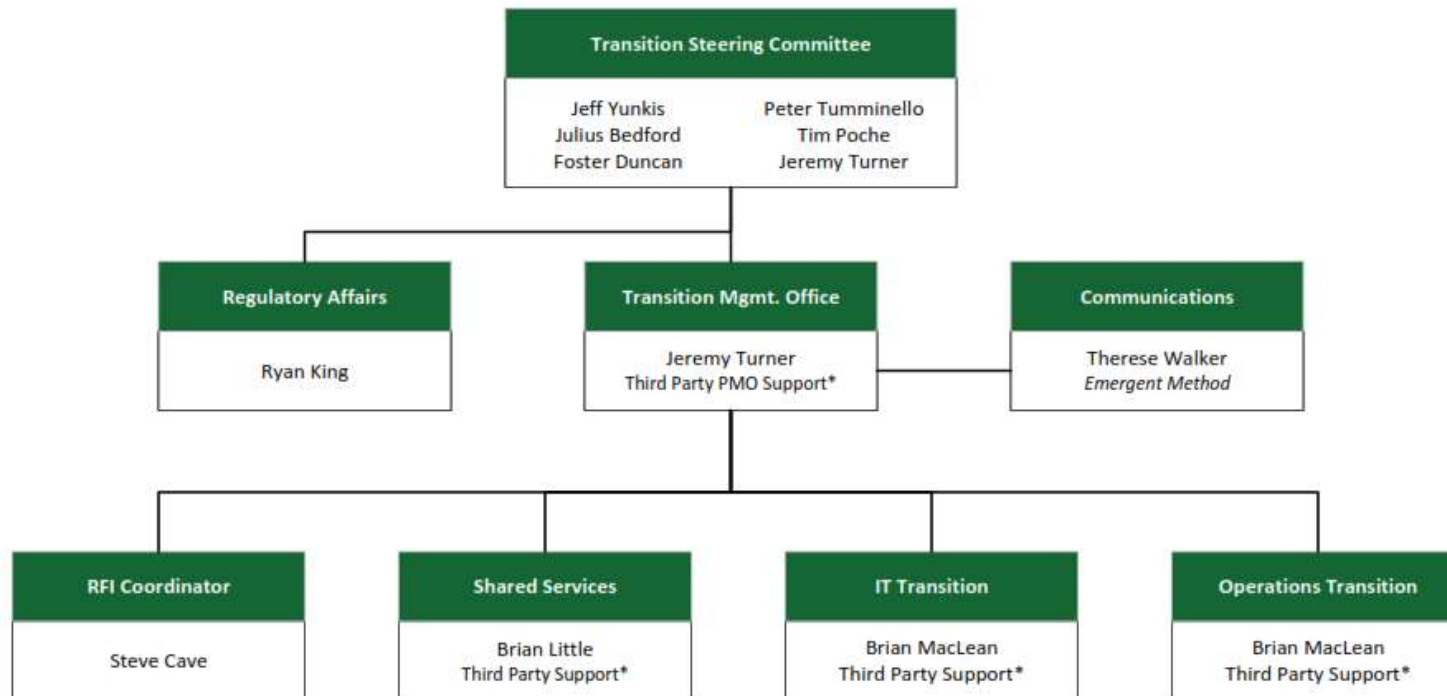 Transition Steering Committee
Jeff Yunkis
Julius Bedford
Foster Duncan
Peter Tumminello
Tim Poche
Jeremy Turner
Regulatory Affairs
Ryan King
Transition Mgmt. Office
Jeremy Turner
Third Party PMO Support*
Communications
Therese Walker
Emergent Method
RFI Coordinator
Steve Cave
Shared Services
Brian Little
Third Party Support*
IT Transition
Brian MacLean
Third Party Support*
Operations Transition
Brian MacLean
Third Party Support*